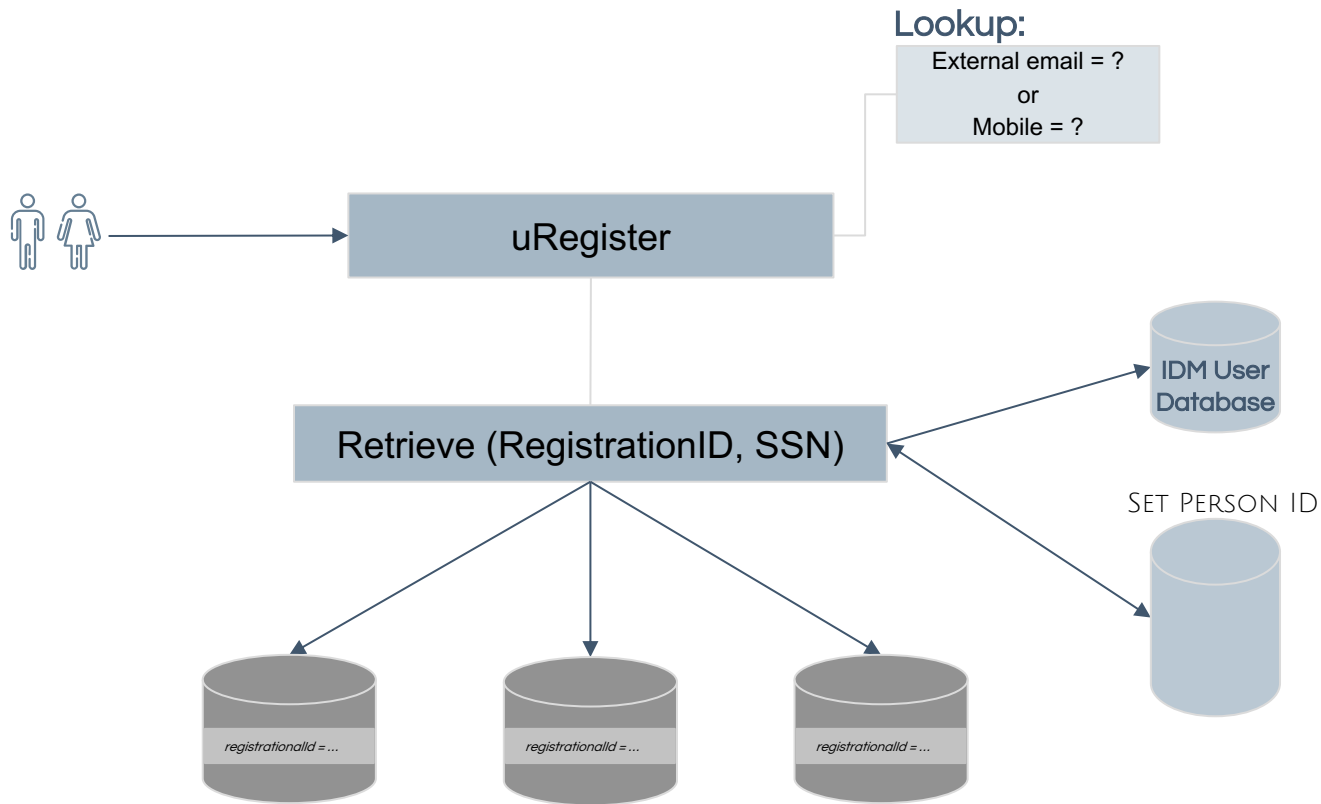 Lookup:
External email = ?
or
Mobile = ?
uRegister
IDM User
Database
Retrieve (RegistrationID, SSN)
SET PERSON ID
registrationalId = ...
registrationalId = ...
registrationalId = ...